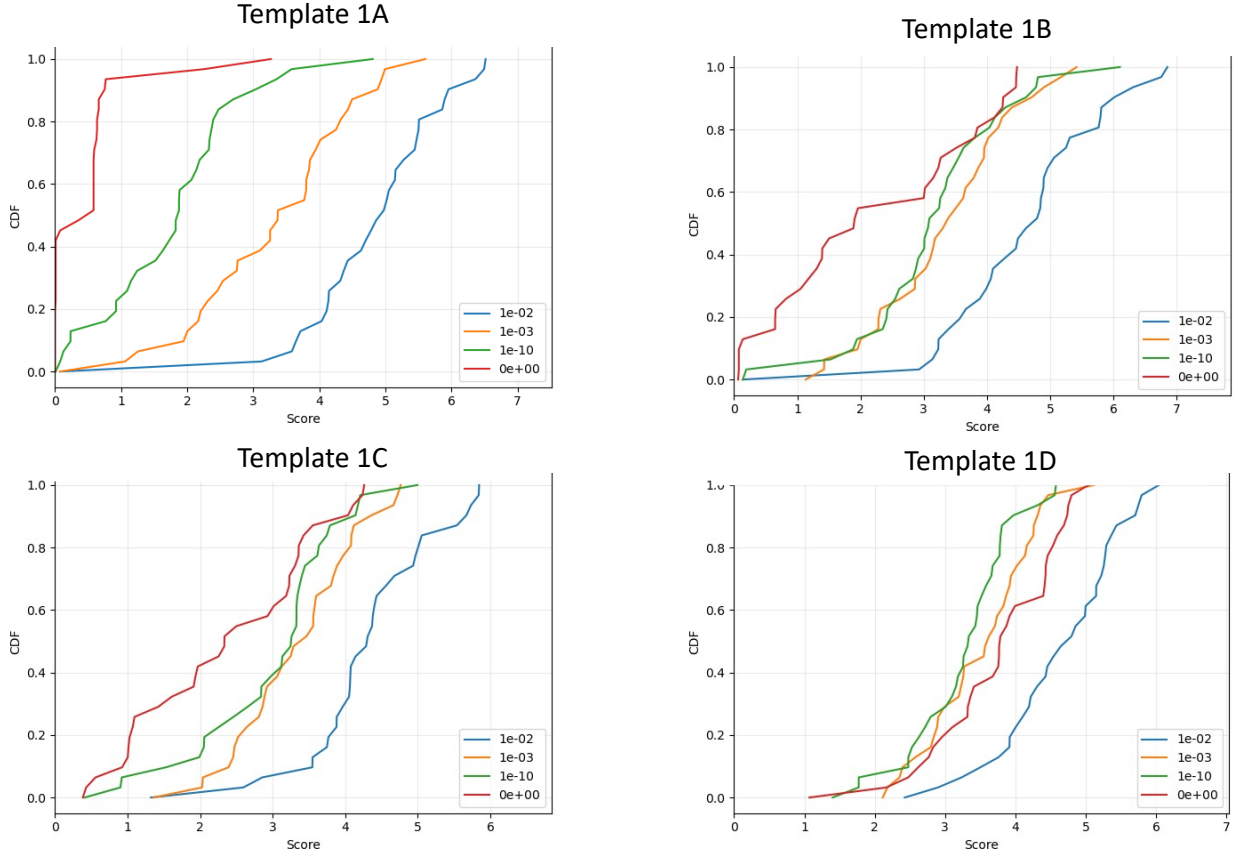 Template 1A
1.0
0.8
0.6
0.4
0.2
0.0
CDF
0 1 2 3 4 5 6 7
Score
1e-02
1e-03
1e-10
0e+00
Template 1B
1.0
0.8
0.6
0.4
0.2
0.0
CDF
0 1 2 3 4 5 6 7
Score
1e-02
1e-03
1e-10
0e+00
Template 1C
1.0
0.8
0.6
0.4
0.2
0.0
CDF
0 1 2 3 4 5 6
Score
1e-02
1e-03
1e-10
0e+00
Template 1D
1.0
0.8
0.6
0.4
0.2
0.0
CDF
0 1 2 3 4 5 6 7
Score
1e-02
1e-03
1e-10
0e+00